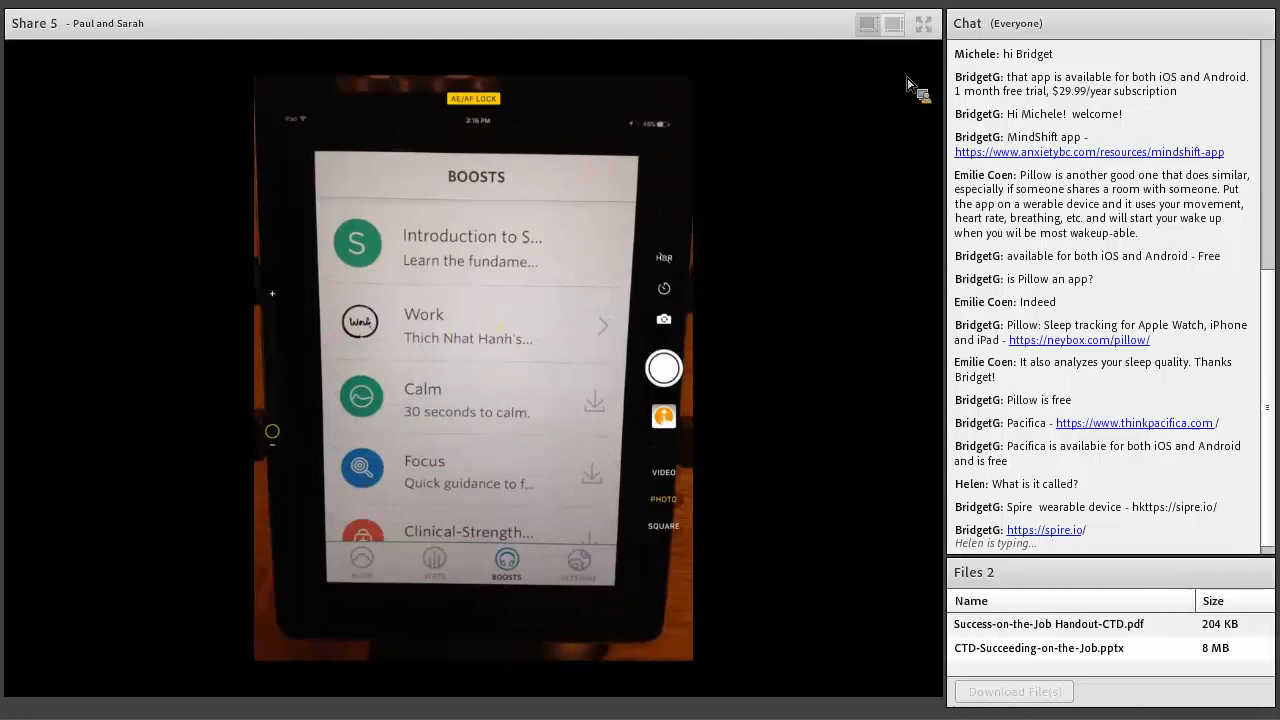 Share 5 - Paul and Sarah
AE/AF LOCK
iPad
3:16 PM
48%
BOOSTS
S
Introduction to S...
Learn the fundame...
Work
Work
Thich Nhat Hanh's...
Calm
30 seconds to calm.
Focus
Quick guidance to f...
Clinical-Strength...
HOME
STATS
BOOSTS
SETTINGS
HDR
VIDEO
PHOTO
SQUARE
Chat (Everyone)
Michele: hi Bridget
BridgetG: that app is available for both iOS and Android.
1 month free trial, $29.99/year subscription
BridgetG: Hi Michele! welcome!
BridgetG: MindShift app -
https://www.anxietybc.com/resources/mindshift-app
Emilie Coen: Pillow is another good one that does similar,
especially if someone shares a room with someone. Put
the app on a werable device and it uses your movement,
heart rate, breathing, etc. and will start your wake up
when you wil be most wakeup-able.
BridgetG: available for both iOS and Android - Free
BridgetG: is Pillow an app?
Emilie Coen: Indeed
BridgetG: Pillow: Sleep tracking for Apple Watch, iPhone
and iPad - https://neybox.com/pillow/
Emilie Coen: It also analyzes your sleep quality. Thanks
Bridget!
BridgetG: Pillow is free
BridgetG: Pacifica - https://www.thinkpacifica.com /
BridgetG: Pacifica is available for both iOS and Android
and is free
Helen: What is it called?
BridgetG: Spire wearable device - hkttps://sipre.io/
BridgetG: https://spire.io/
Helen is typing...
Files 2
Name Size
Success-on-the-Job Handout-CTD.pdf 204 KB
CTD-Succeeding-on-the-Job.pptx 8 MB
Download File(s)